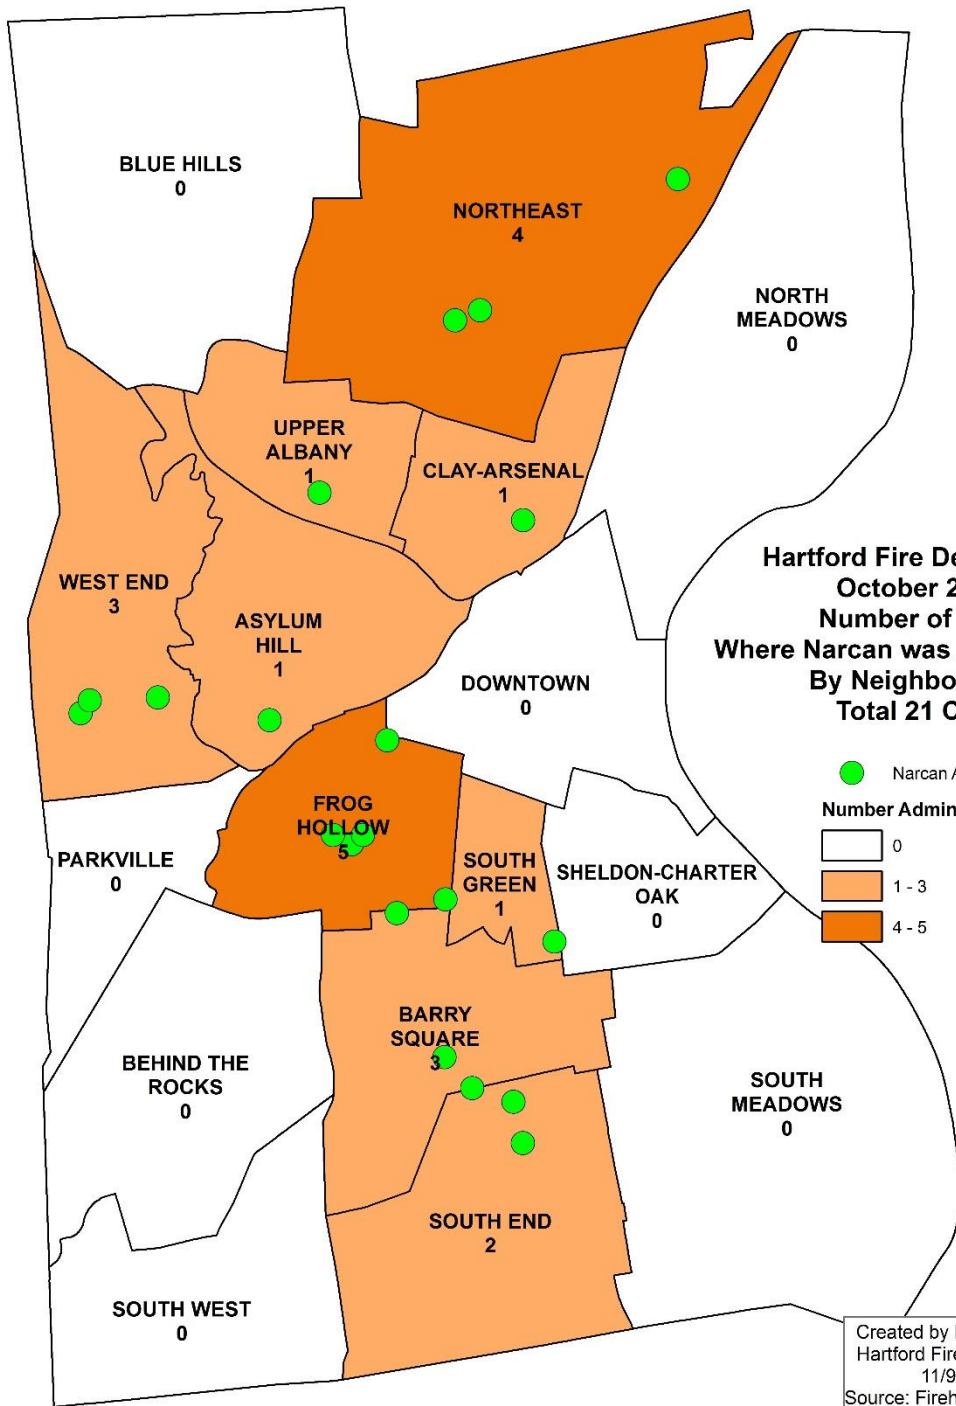 BLUE HILLS
0
NORTHEAST
4
NORTH
MEADOWS
0
UPPER
ALBANY
1
CLAY-ARSENAL
1
WEST END
3
ASYLUM
HILL
1
DOWNTOWN
0
Hartford Fire De
October 2
Number of
Where Narcan was
By Neighbo
Total 21 C
Narcan A
Number Admin
0
1 - 3
4 - 5
FROG
HOLLOW
5
PARKVILLE
0
SOUTH
GREEN
1
SHELDON-CHARTER
OAK
0
BARRY
SQUARE
3
BEHIND THE
ROCKS
0
SOUTH
MEADOWS
0
SOUTH END
2
SOUTH WEST
0
Created by
Hartford Fire
11/9
Source: Fireh